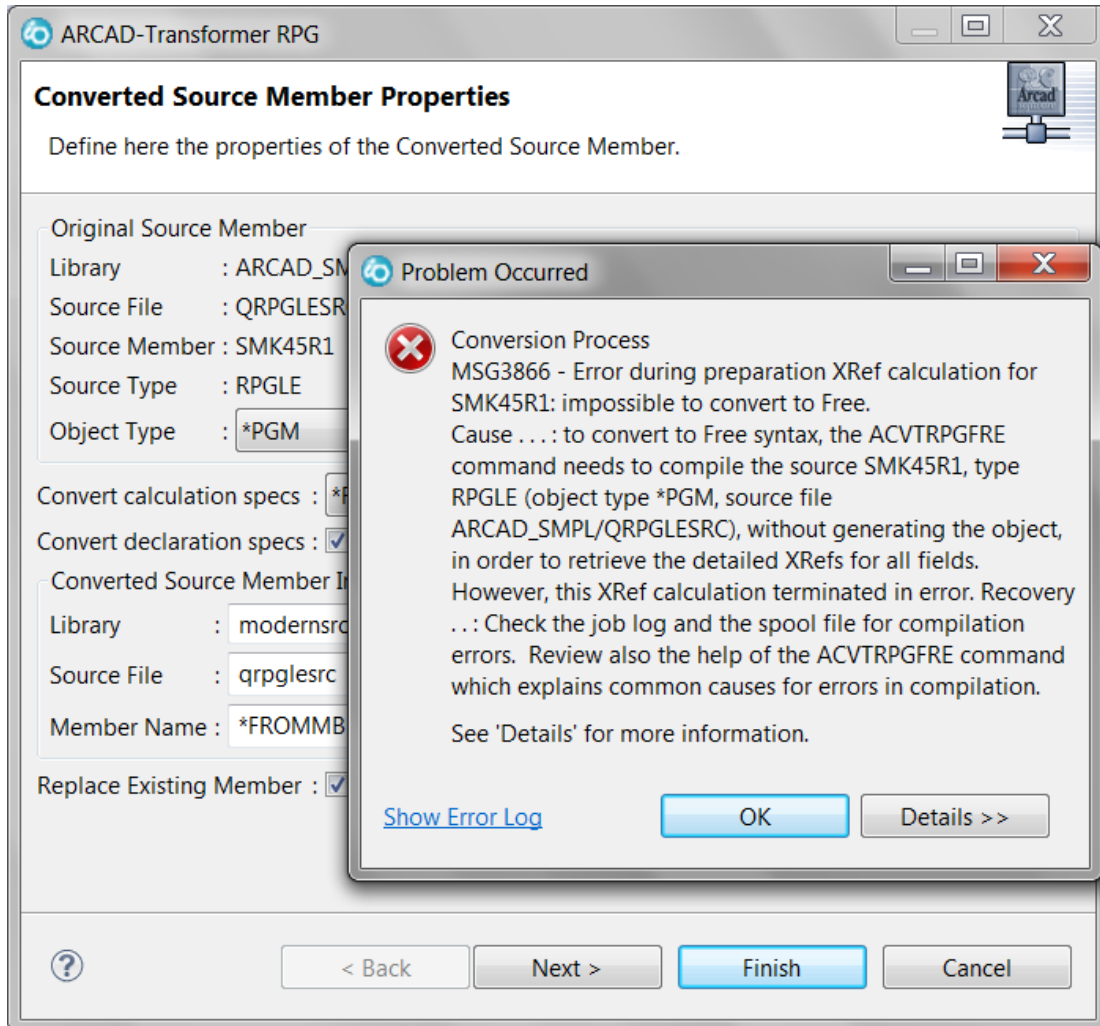 ARCAD-Transformer RPG
Converted Source Member Properties
Arcad
Define here the properties of the Converted Source Member.
Original Source Member
Library : ARCAD_SM
Source File : QRPGLESR
Source Member : SMK45R1
Source Type : RPGLE
Object Type : *PGM
Convert calculation specs :
Convert declaration specs :
Converted Source Member
Library : modernsrc
Source File : qrpglesrc
Member Name : *FROMMB
Replace Existing Member :
Problem Occurred
Conversion Process
MSG3866 - Error during preparation XRef calculation for
SMK45R1: impossible to convert to Free.
Cause . . . : to convert to Free syntax, the ACVTRPGFRE
command needs to compile the source SMK45R1, type
RPGLE (object type *PGM, source file
ARCAD_SMPL/QRPGLESRC), without generating the object,
in order to retrieve the detailed XRefs for all fields.
However, this XRef calculation terminated in error. Recovery
. . : Check the job log and the spool file for compilation
errors.  Review also the help of the ACVTRPGFRE command
which explains common causes for errors in compilation.
See 'Details' for more information.
Show Error Log
OK
Details >>
< Back
Next >
Finish
Cancel